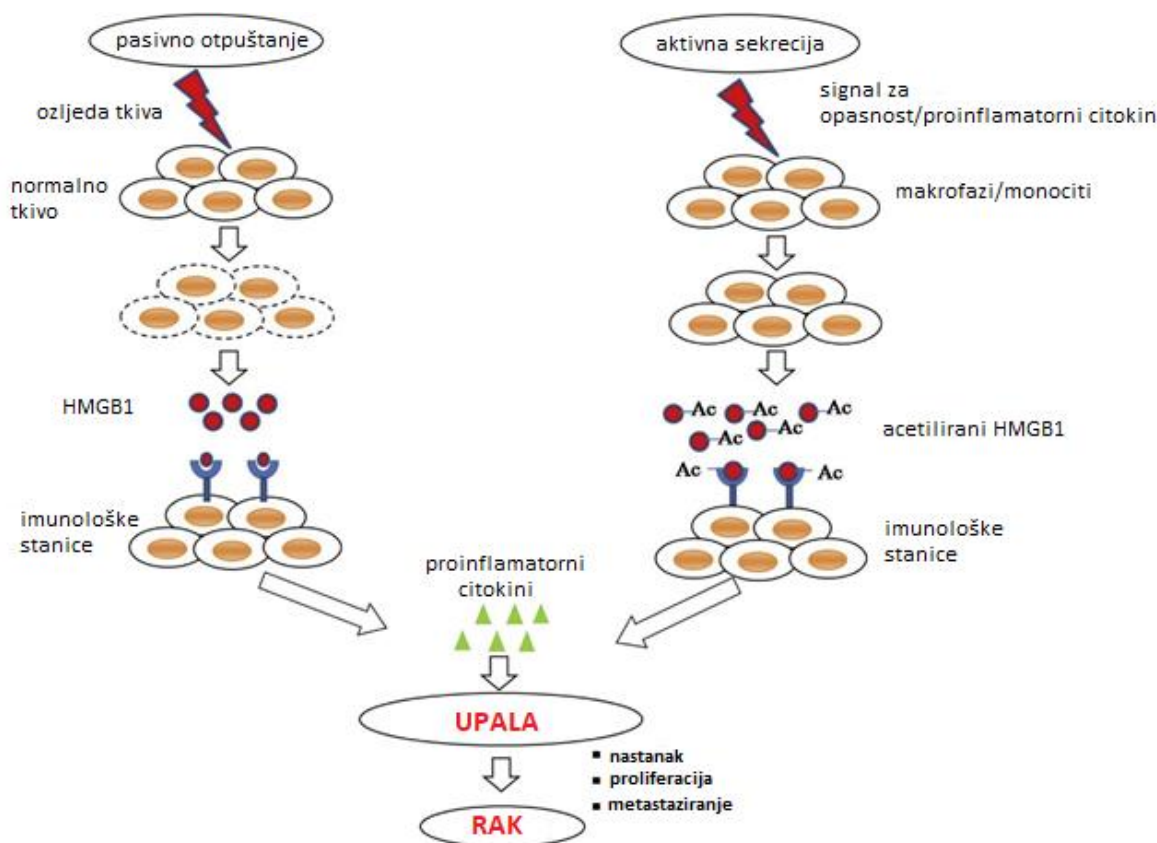 pasivno otpuštanje
ozljeda tkiva
normalno
tkivo
HMGB1
imunološke
stanice
aktivna sekrecija
signal za
opasnost/proinflamatorni citokin
makrofazi/monociti
Ac
Ac
Ac
Ac
Ac
acetilirani HMGB1
Ac
Ac
imunološke
stanice
proinflamatorni
citokini
UPALA
▪ nastanak
▪ proliferacija
▪ metastaziranje
RAK